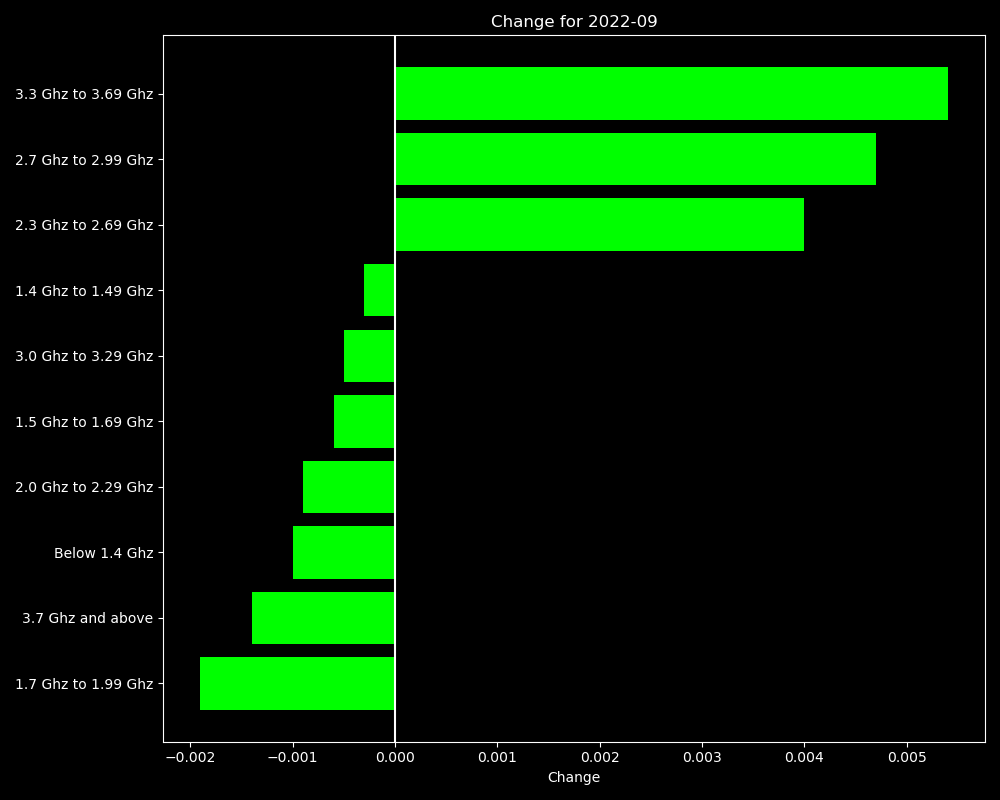 Change for 2022-09
3.3 Ghz to 3.69 Ghz
2.7 Ghz to 2.99 Ghz
2.3 Ghz to 2.69 Ghz
1.4 Ghz to 1.49 Ghz
3.0 Ghz to 3.29 Ghz
1.5 Ghz to 1.69 Ghz
2.0 Ghz to 2.29 Ghz
Below 1.4 Ghz
3.7 Ghz and above
1.7 Ghz to 1.99 Ghz
−0.002 −0.001 0.000 0.001 0.002 0.003 0.004 0.005
Change